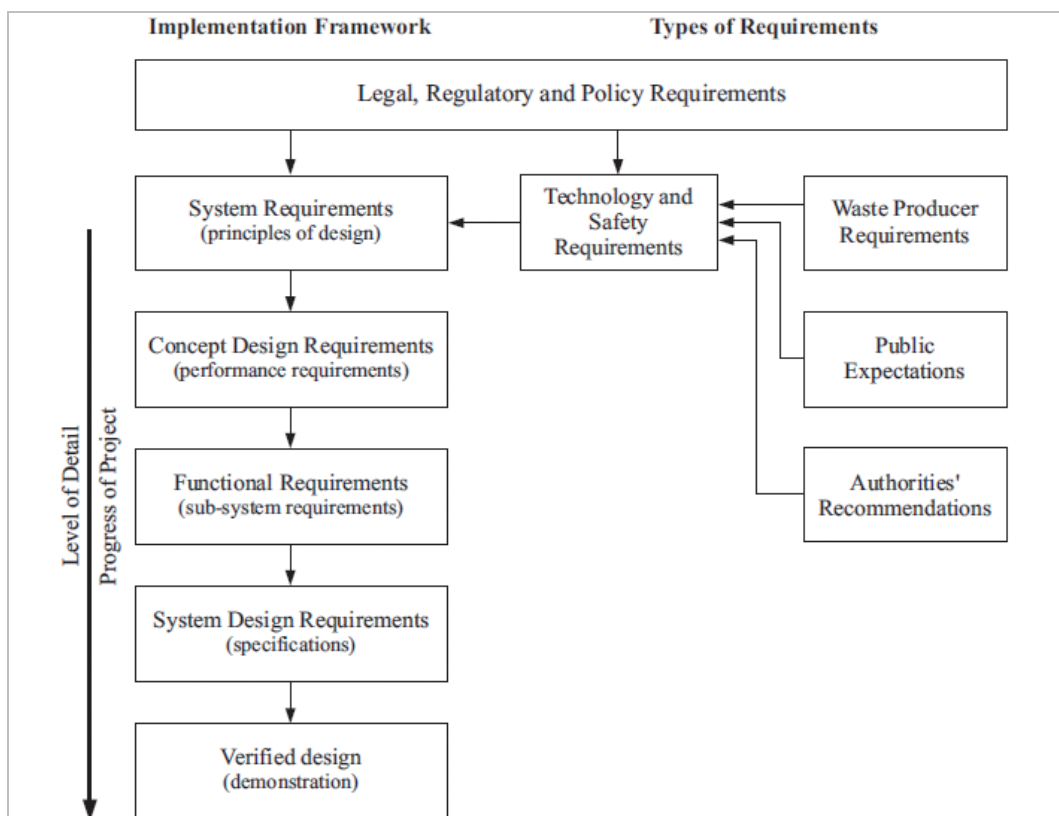 Implementation Framework
Types of Requirements
Legal, Regulatory and Policy Requirements
System Requirements
(principles of design)
Technology and
Safety
Requirements
Waste Producer
Requirements
Concept Design Requirements
(performance requirements)
Public
Expectations
Functional Requirements
(sub-system requirements)
Authorities'
Recommendations
System Design Requirements
(specifications)
Verified design
(demonstration)
Level of Detail
Progress of Project